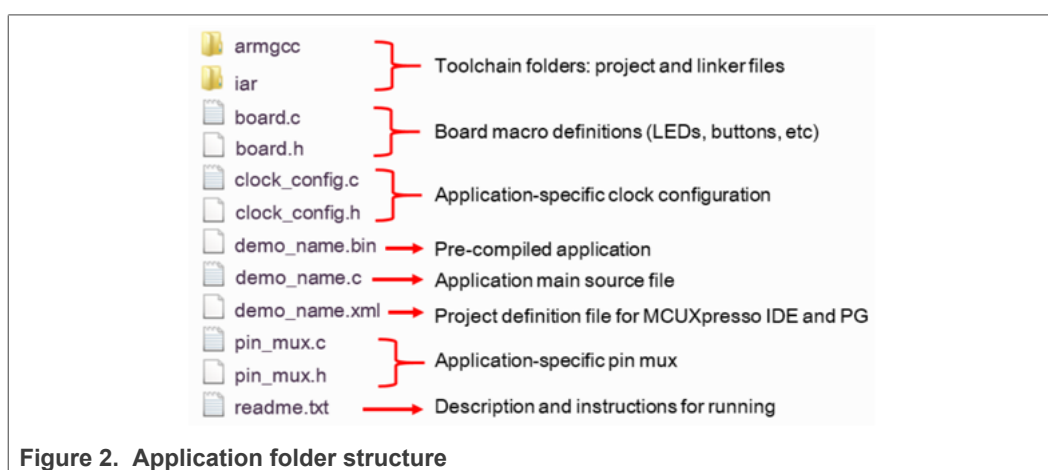 armgcc
Toolchain folders: project and linker files
iar
board.c
Board macro definitions (LEDs, buttons, etc)
board.h
clock_config.c
Application-specific clock configuration
clock_config.h
demo_name.bin Pre-compiled application
demo_name.c Application main source file
demo_name.xml Project definition file for MCUXpresso IDE and PG
pin_mux.c
Application-specific pin mux
pin_mux.h
readme.txt Description and instructions for running
Figure 2. Application folder structure